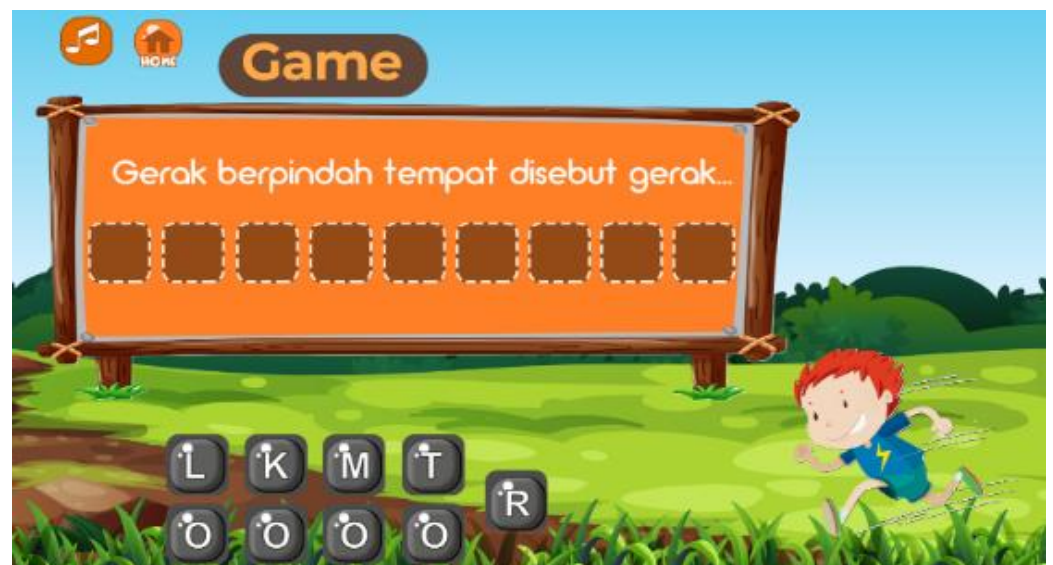 HOME
Game
Gerak berpindah tempat disebut gerak...
L K M T
R
O O O O